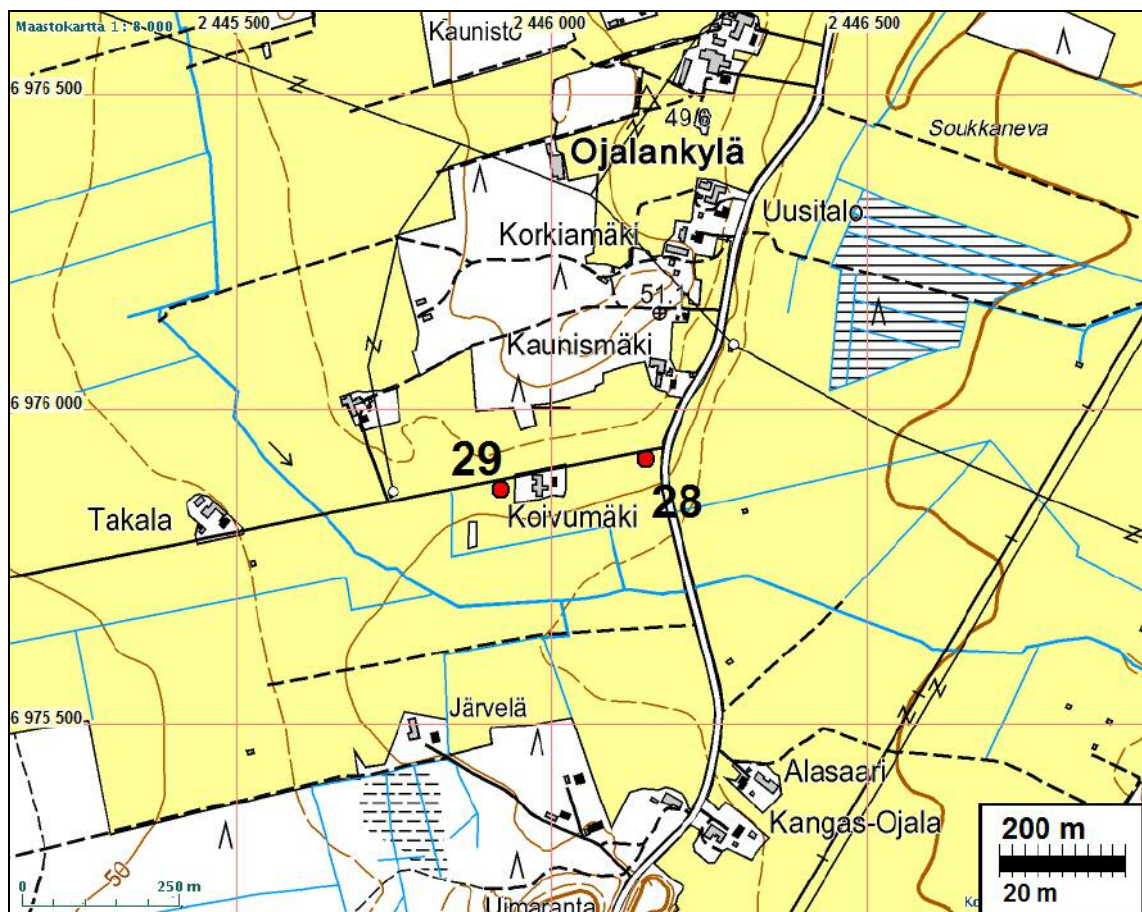 Maastokartta 1: 8 000
2 445 500
2 446 000
2 446 500
Kaunisto
6 976 500
49.6
Soukkaneva
Ojalankylä
Uusitalo
Korkiamäki
51.1
Kaunismäki
6 976 000
29
28
Takala
Koivumäki
6 975 500
Järvelä
Alasaari
Kangas-Ojala
200 m
20 m
50
0 250 m
Uimaranta